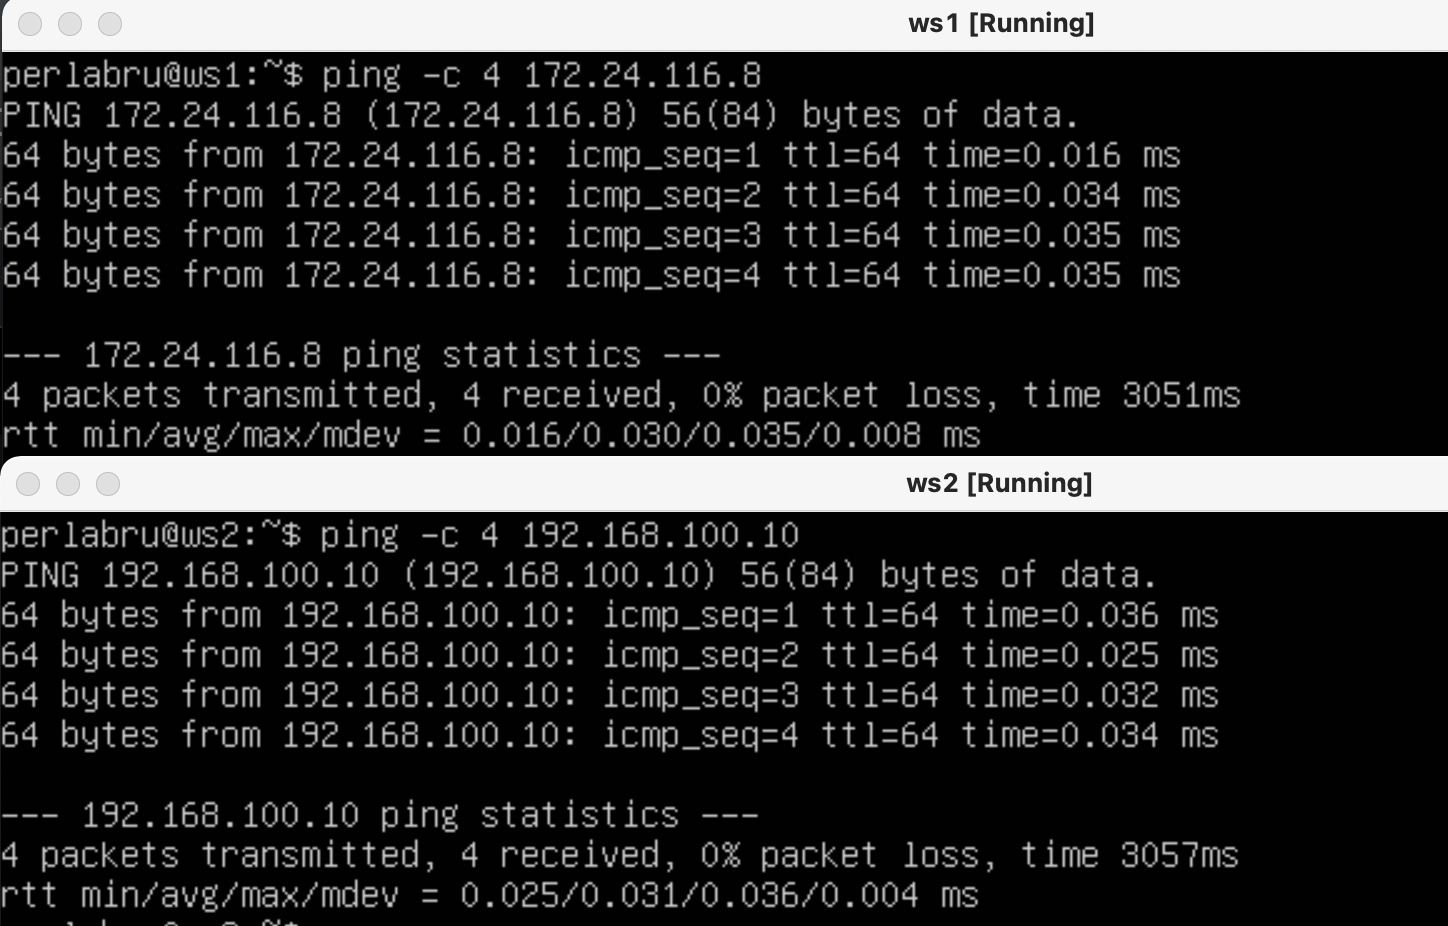 ws1 [Running]
perlabru@ws1:~$ ping -c 4 172.24.116.8
PING 172.24.116.8 (172.24.116.8) 56(84) bytes of data.
64 bytes from 172.24.116.8: icmp_seq=1 ttl=64 time=0.016 ms
64 bytes from 172.24.116.8: icmp_seq=2 ttl=64 time=0.034 ms
64 bytes from 172.24.116.8: icmp_seq=3 ttl=64 time=0.035 ms
64 bytes from 172.24.116.8: icmp_seq=4 ttl=64 time=0.035 ms
--- 172.24.116.8 ping statistics ---
4 packets transmitted, 4 received, 0% packet loss, time 3051ms
rtt min/avg/max/mdev = 0.016/0.030/0.035/0.008 ms
ws2 [Running]
perlabru@ws2:~$ ping -c 4 192.168.100.10
PING 192.168.100.10 (192.168.100.10) 56(84) bytes of data.
64 bytes from 192.168.100.10: icmp_seq=1 ttl=64 time=0.036 ms
64 bytes from 192.168.100.10: icmp_seq=2 ttl=64 time=0.025 ms
64 bytes from 192.168.100.10: icmp_seq=3 ttl=64 time=0.032 ms
64 bytes from 192.168.100.10: icmp_seq=4 ttl=64 time=0.034 ms
--- 192.168.100.10 ping statistics ---
4 packets transmitted, 4 received, 0% packet loss, time 3057ms
rtt min/avg/max/mdev = 0.025/0.031/0.036/0.004 ms